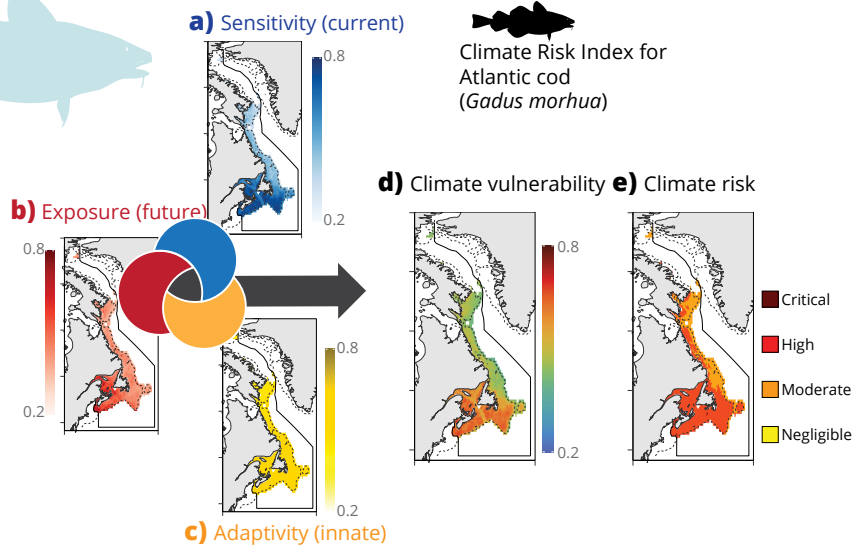 a) Sensitivity (current)
0.8
0.2
Climate Risk Index for
Atlantic cod
(Gadus morhua)
b) Exposure (future)
0.8
0.2
0.8
0.2
c) Adaptivity (innate)
d) Climate vulnerability
0.8
0.2
e) Climate risk
Critical
High
Moderate
Negligible